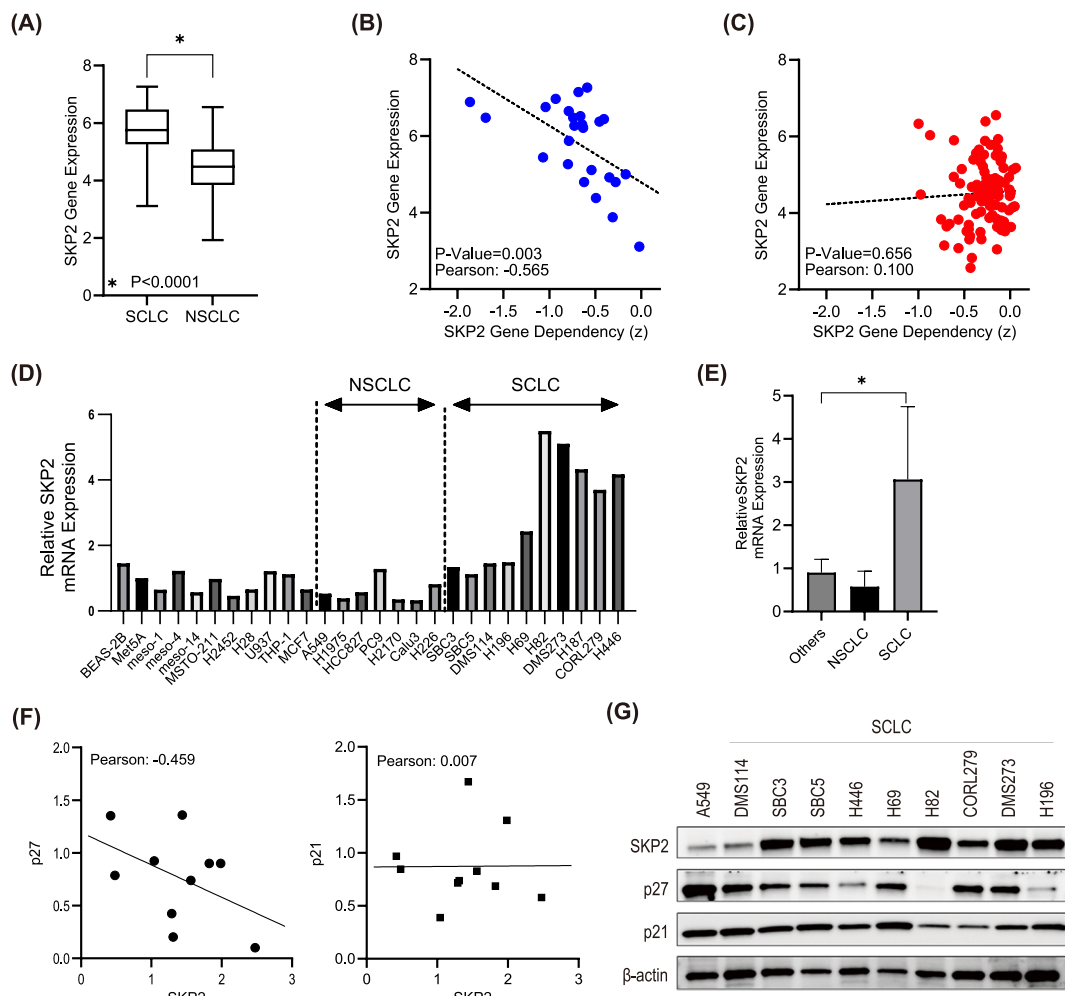 (A)
*
SKP2 Gene Expression
8
6
4
2
0
* P<0.0001
SCLC NSCLC
(B)
SKP2 Gene Expression
8
6
4
2
P-Value=0.003
Pearson: -0.565
-2.0 -1.5 -1.0 -0.5 0.0
SKP2 Gene Dependency (z)
(C)
SKP2 Gene Expression
8
6
4
2
P-Value=0.656
Pearson: 0.100
-2.0 -1.5 -1.0 -0.5 0.0
SKP2 Gene Dependency (z)
(D)
NSCLC SCLC
Relative SKP2
mRNA Expression
6
4
2
0
BEAS-2B Met5A meso-1 meso-4 meso-14 MSTO-211 H2452 H28 U937 THP-1 MCF7 A549 H1975 HCC827 PC9 H2170 Calu3 H226 SBC3 SBC5 DMS114 H196 H69 H82 DMS273 H187 CORL279 H446
(E)
*
RelativeSKP2
mRNA Expression
5
4
3
2
1
0
Others NSCLC SCLC
(F)
Pearson: -0.459
p27
2.0
1.5
1.0
0.5
0.0
0 1 2 3
SKP2
Pearson: 0.007
p21
2.0
1.5
1.0
0.5
0.0
0 1 2 3
SKP2
(G)
SCLC
A549 DMS114 SBC3 SBC5 H446 H69 H82 CORL279 DMS273 H196
SKP2
p27
p21
β-actin